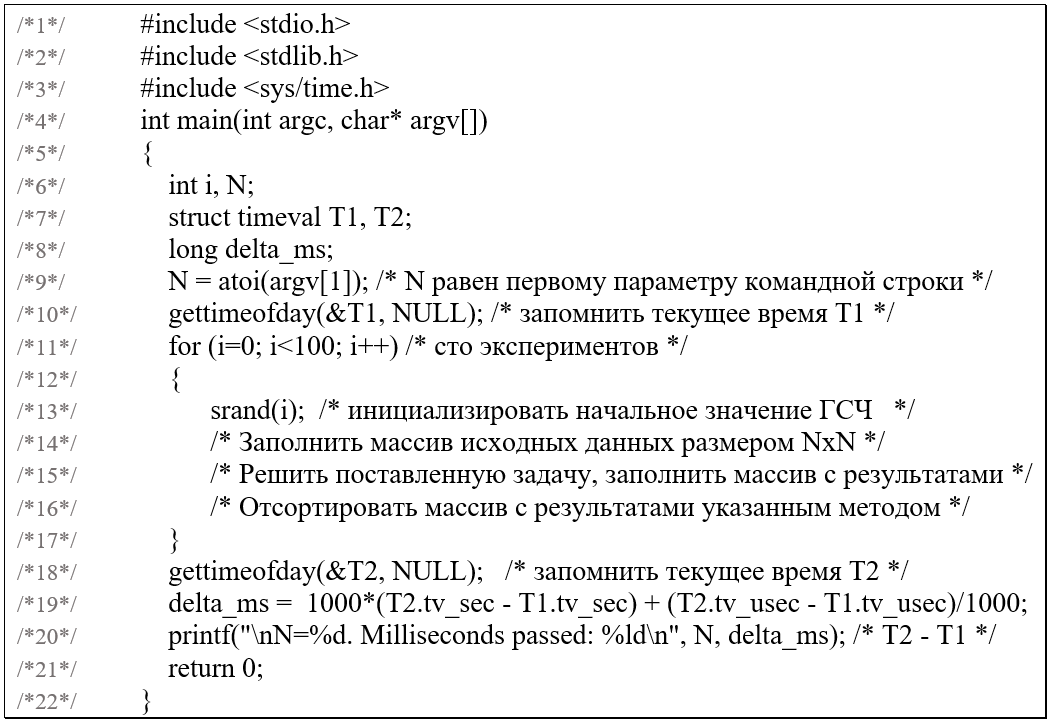 /*1*/ #include <stdio.h>
/*2*/ #include <stdlib.h>
/*3*/ #include <sys/time.h>
/*4*/ int main(int argc, char* argv[])
/*5*/ {
/*6*/ int i, N;
/*7*/ struct timeval T1, T2;
/*8*/ long delta_ms;
/*9*/ N = atoi(argv[1]); /* N равен первому параметру командной строки */
/*10*/ gettimeofday(&T1, NULL); /* запомнить текущее время T1 */
/*11*/ for (i=0; i<100; i++) /* сто экспериментов */
/*12*/ {
/*13*/ srand(i); /* инициализировать начальное значение ГСЧ */
/*14*/ /* Заполнить массив исходных данных размером NxN */
/*15*/ /* Решить поставленную задачу, заполнить массив с результатами */
/*16*/ /* Отсортировать массив с результатами указанным методом */
/*17*/ }
/*18*/ gettimeofday(&T2, NULL); /* запомнить текущее время T2 */
/*19*/ delta_ms = 1000*(T2.tv_sec - T1.tv_sec) + (T2.tv_usec - T1.tv_usec)/1000;
/*20*/ printf("\nN=%d. Milliseconds passed: %ld\n", N, delta_ms); /* T2 - T1 */
/*21*/ return 0;
/*22*/ }